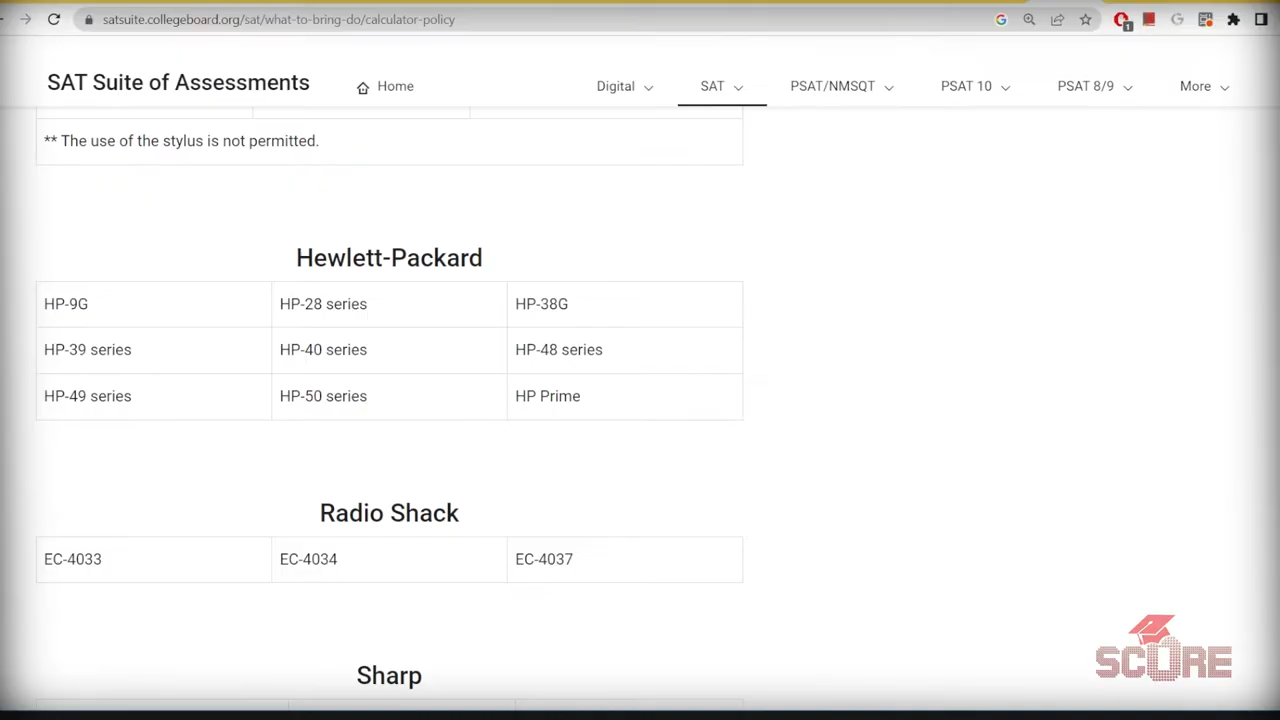 satsuite.collegeboard.org/sat/what-to-bring-do/calculator-policy
1
SAT Suite of Assessments
Home
Digital
SAT
PSAT/NMSQT
PSAT 10
PSAT 8/9
More
** The use of the stylus is not permitted.
Hewlett-Packard
HP-9G HP-28 series HP-38G
HP-39 series HP-40 series HP-48 series
HP-49 series HP-50 series HP Prime
Radio Shack
EC-4033 EC-4034 EC-4037
SCORE
Sharp